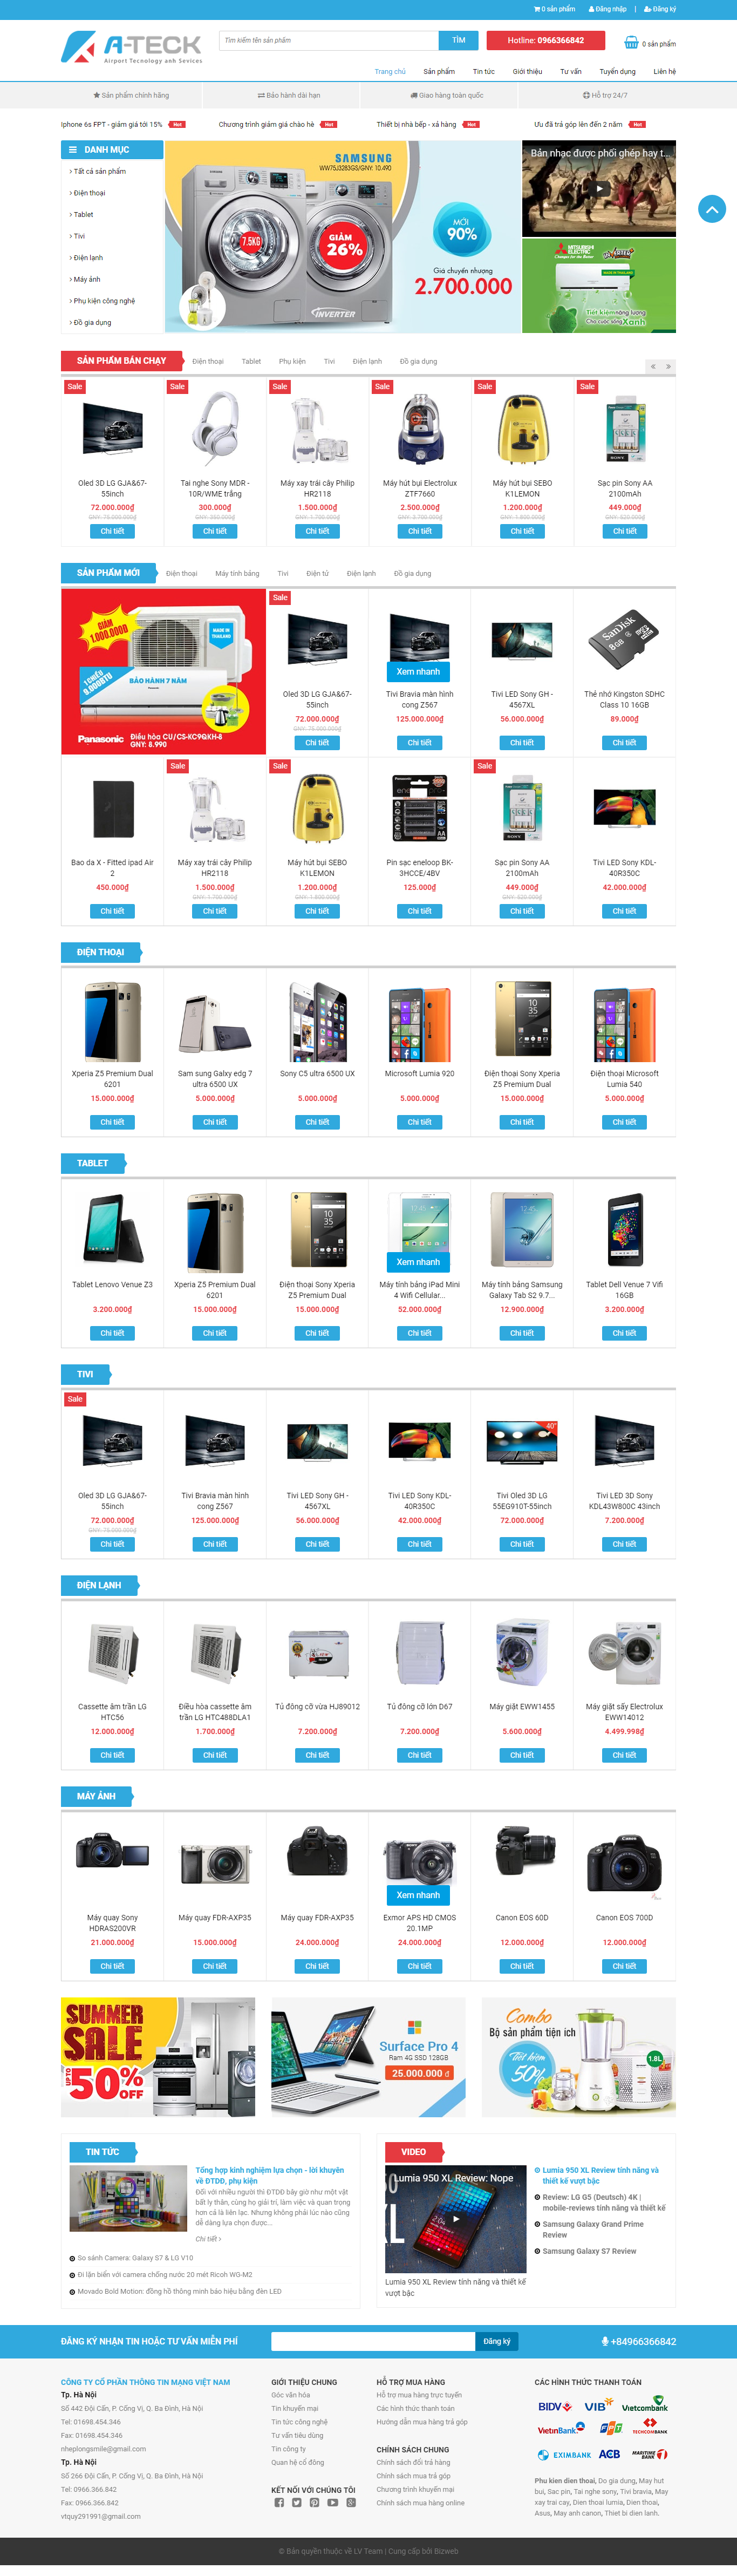 0 sản phẩm
Đăng nhập | Đăng ký
A-TECK
Airport Tecnology anh Sevices
Tìm kiếm tên sản phẩm
TÌM
Hotline: 0966366842
0 sản phẩm
Trang chủ Sản phẩm Tin tức Giới thiệu Tư vấn Tuyển dụng Liên hệ
Sản phẩm chính hãng Bảo hành dài hạn Giao hàng toàn quốc Hỗ trợ 24/7
Iphone 6s FPT - giảm giá tới 15% Hot Chương trình giảm giá chào hè Hot Thiết bị nhà bếp - xả hàng Hot Ưu đãi trả góp lên đến 2 năm Hot
DANH MỤC
Tất cả sản phẩm
Điện thoại
Tablet
Tivi
Điện lạnh
Máy ảnh
Phụ kiện công nghệ
Đồ gia dụng
SAMSUNG
WW75J3283GS/GNY: 10.490
7.5KG
GIẢM
26%
MỚI
90%
Giá chuyển nhượng
2.700.000
INVERTER
Bản nhạc được phối ghép hay t...
MITSUBISHI
ELECTRIC
Changes for the Better
INVERTER
MADE IN THAILAND
Tiết kiệm năng lượng
Cho cuộc sống Xanh
SẢN PHẨM BÁN CHẠY
Điện thoại Tablet Phụ kiện Tivi Điện lạnh Đồ gia dụng
Sale Sale Sale Sale Sale Sale
Oled 3D LG GJA&67-55inch
72.000.000₫
GNY: 75.000.000₫
Chi tiết
Tai nghe Sony MDR - 10R/WME trắng
300.000₫
GNY: 350.000₫
Chi tiết
Máy xay trái cây Philip HR2118
1.500.000₫
GNY: 1.700.000₫
Chi tiết
Máy hút bụi Electrolux ZTF7660
2.500.000₫
GNY: 2.700.000₫
Chi tiết
Máy hút bụi SEBO K1LEMON
1.200.000₫
GNY: 1.800.000₫
Chi tiết
Sạc pin Sony AA 2100mAh
449.000₫
GNY: 620.000₫
Chi tiết
SẢN PHẨM MỚI
Điện thoại Máy tính bảng Tivi Điện tử Điện lạnh Đồ gia dụng
GIẢM
1.000.000Đ
MADE IN THAILAND
1 CHIỀU
9.000BTU
BẢO HÀNH 7 NĂM
Panasonic
Điều hòa CU/CS-KC9QKH-8
GNY: 8.990
Sale
Oled 3D LG GJA&67-55inch
72.000.000₫
GNY: 75.000.000₫
Chi tiết
Xem nhanh
Tivi Bravia màn hình cong Z567
125.000.000₫
Chi tiết
Tivi LED Sony GH - 4567XL
56.000.000₫
Chi tiết
SanDisk
8GB
Thẻ nhớ Kingston SDHC Class 10 16GB
89.000₫
Chi tiết
Bao da X - Fitted ipad Air 2
450.000₫
Chi tiết
Sale
Máy xay trái cây Philip HR2118
1.500.000₫
GNY: 1.700.000₫
Chi tiết
Sale
Máy hút bụi SEBO K1LEMON
1.200.000₫
GNY: 1.800.000₫
Chi tiết
Pin sạc eneloop BK-3HCCE/4BV
125.000₫
Chi tiết
Sale
Sạc pin Sony AA 2100mAh
449.000₫
GNY: 620.000₫
Chi tiết
Tivi LED Sony KDL-40R350C
42.000.000₫
Chi tiết
ĐIỆN THOẠI
Xperia Z5 Premium Dual 6201
15.000.000₫
Chi tiết
Sam sung Galxy edg 7 ultra 6500 UX
5.000.000₫
Chi tiết
Sony C5 ultra 6500 UX
5.000.000₫
Chi tiết
Microsoft Lumia 920
5.000.000₫
Chi tiết
Điện thoại Sony Xperia Z5 Premium Dual
15.000.000₫
Chi tiết
Điện thoại Microsoft Lumia 540
5.000.000₫
Chi tiết
TABLET
Tablet Lenovo Venue Z3
3.200.000₫
Chi tiết
Xperia Z5 Premium Dual 6201
15.000.000₫
Chi tiết
Điện thoại Sony Xperia Z5 Premium Dual
15.000.000₫
Chi tiết
Xem nhanh
Máy tính bảng iPad Mini 4 Wifi Cellular...
52.000.000₫
Chi tiết
Máy tính bảng Samsung Galaxy Tab S2 9.7...
12.900.000₫
Chi tiết
Tablet Dell Venue 7 Vifi 16GB
3.200.000₫
Chi tiết
TIVI
Sale
Oled 3D LG GJA&67-55inch
72.000.000₫
GNY: 75.000.000₫
Chi tiết
Tivi Bravia màn hình cong Z567
125.000.000₫
Chi tiết
Tivi LED Sony GH - 4567XL
56.000.000₫
Chi tiết
Tivi LED Sony KDL-40R350C
42.000.000₫
Chi tiết
40"
Tivi Oled 3D LG 55EG910T-55inch
72.000.000₫
Chi tiết
Tivi LED 3D Sony KDL43W800C 43inch
7.200.000₫
Chi tiết
ĐIỆN LẠNH
Cassette âm trần LG HTC56
12.000.000₫
Chi tiết
Điều hòa cassette âm trần LG HTC488DLA1
1.700.000₫
Chi tiết
Tủ đông cỡ vừa HJ89012
7.200.000₫
Chi tiết
Tủ đông cỡ lớn D67
7.200.000₫
Chi tiết
Máy giặt EWW1455
5.600.000₫
Chi tiết
Máy giặt sấy Electrolux EWW14012
4.499.998₫
Chi tiết
MÁY ẢNH
Máy quay Sony HDRAS200VR
21.000.000₫
Chi tiết
Máy quay FDR-AXP35
15.000.000₫
Chi tiết
Máy quay FDR-AXP35
24.000.000₫
Chi tiết
Xem nhanh
Exmor APS HD CMOS 20.1MP
24.000.000₫
Chi tiết
Canon EOS 60D
12.000.000₫
Chi tiết
Canon EOS 700D
12.000.000₫
Chi tiết
SUMMER
SALE
UP TO
50% OFF
Surface Pro 4
Ram 4G SSD 128GB
25.000.000 đ
Combo
Bộ sản phẩm tiện ích
Tiết kiệm
50%
1.8L
TIN TỨC
Tổng hợp kinh nghiệm lựa chọn - lời khuyên về ĐTDĐ, phụ kiện
Đối với nhiều người thì ĐTDĐ bây giờ như một vật bất ly thân, cùng họ giải trí, làm việc và quan trọng hơn cả là liên lạc. Nhưng không phải lúc nào cũng dễ dàng lựa chọn được...
Chi tiết
So sánh Camera: Galaxy S7 & LG V10
Đi lặn biển với camera chống nước 20 mét Ricoh WG-M2
Movado Bold Motion: đồng hồ thông minh báo hiệu bằng đèn LED
VIDEO
Lumia 950 XL Review: Nope
Lumia 950 XL Review tính năng và thiết kế vượt bậc
Lumia 950 XL Review tính năng và thiết kế vượt bậc
Review: LG G5 (Deutsch) 4K | mobile-reviews tính năng và thiết kế
Samsung Galaxy Grand Prime Review
Samsung Galaxy S7 Review
ĐĂNG KÝ NHẬN TIN HOẶC TƯ VẤN MIỄN PHÍ
Đăng ký
+84966366842
CÔNG TY CỔ PHẦN THÔNG TIN MẠNG VIỆT NAM
Tp. Hà Nội
Số 442 Đội Cấn, P. Cống Vị, Q. Ba Đình, Hà Nội
Tel: 01698.454.346
Fax: 01698.454.346
nheplongsmile@gmail.com
Tp. Hà Nội
Số 266 Đội Cấn, P. Cống Vị, Q. Ba Đình, Hà Nội
Tel: 0966.366.842
Fax: 0966.366.842
vtquy291991@gmail.com
GIỚI THIỆU CHUNG
Góc văn hóa
Tin khuyến mại
Tin tức công nghệ
Tư vấn tiêu dùng
Tin công ty
Quan hệ cổ đông
KẾT NỐI VỚI CHÚNG TÔI
HỖ TRỢ MUA HÀNG
Hỗ trợ mua hàng trực tuyến
Các hình thức thanh toán
Hướng dẫn mua hàng trả góp
CHÍNH SÁCH CHUNG
Chính sách đổi trả hàng
Chính sách mua trả góp
Chương trình khuyến mại
Chính sách mua hàng online
CÁC HÌNH THỨC THANH TOÁN
BIDV VIB Vietcombank
VietinBank FPT TECHCOMBANK
EXIMBANK ACB MARITIME BANK
Phu kien dien thoai, Do gia dung, May hut bui, Sac pin, Tai nghe sony, Tivi bravia, May xay trai cay, Dien thoai lumia, Dien thoai, Asus, May anh canon, Thiet bi dien lanh.
© Bản quyền thuộc về LV Team | Cung cấp bởi Bizweb